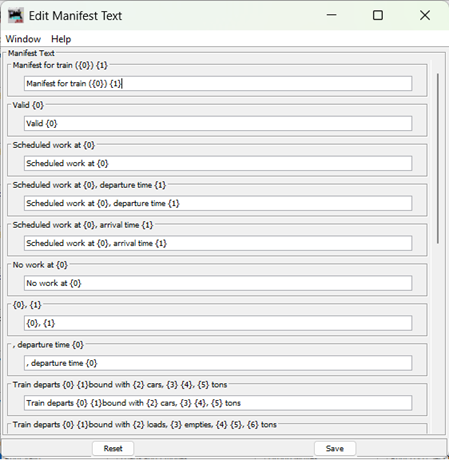 Edit Manifest Text
Window Help
Manifest Text
Manifest for train ({0}) {1}
Manifest for train ({0}) {1}
Valid {0}
Valid {0}
Scheduled work at {0}
Scheduled work at {0}
Scheduled work at {0}, departure time {1}
Scheduled work at {0}, departure time {1}
Scheduled work at {0}, arrival time {1}
Scheduled work at {0}, arrival time {1}
No work at {0}
No work at {0}
{0}, {1}
{0}, {1}
, departure time {0}
, departure time {0}
Train departs {0} {1}bound with {2} cars, {3} {4}, {5} tons
Train departs {0} {1}bound with {2} cars, {3} {4}, {5} tons
Train departs {0} {1}bound with {2} loads, {3} empties, {4} {5}, {6} tons
Reset Save